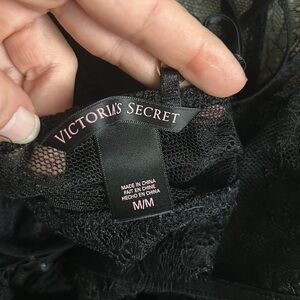 VICTORIA'S SECRET
MADE IN CHINA
FAIT EN CHINE
HECHO EN CHINA
M/M